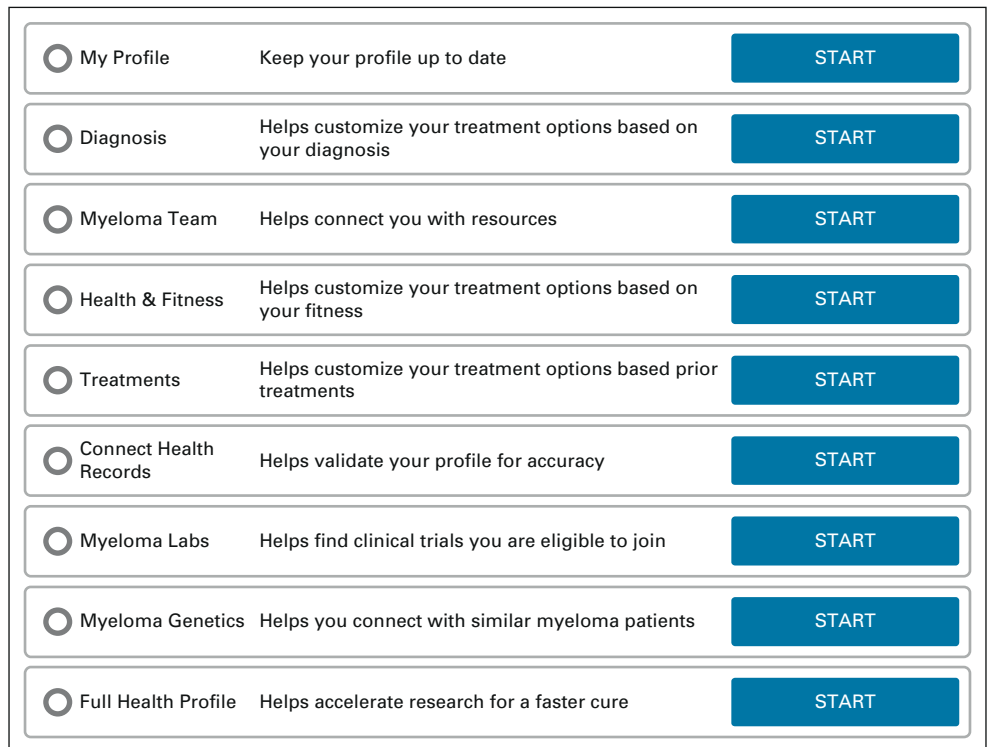 My Profile Keep your profile up to date START
Diagnosis Helps customize your treatment options based on
your diagnosis START
Myeloma Team Helps connect you with resources START
Health & Fitness Helps customize your treatment options based on
your fitness START
Treatments Helps customize your treatment options based prior
treatments START
Connect Health
Records Helps validate your profile for accuracy START
Myeloma Labs Helps find clinical trials you are eligible to join START
Myeloma Genetics Helps you connect with similar myeloma patients START
Full Health Profile Helps accelerate research for a faster cure START